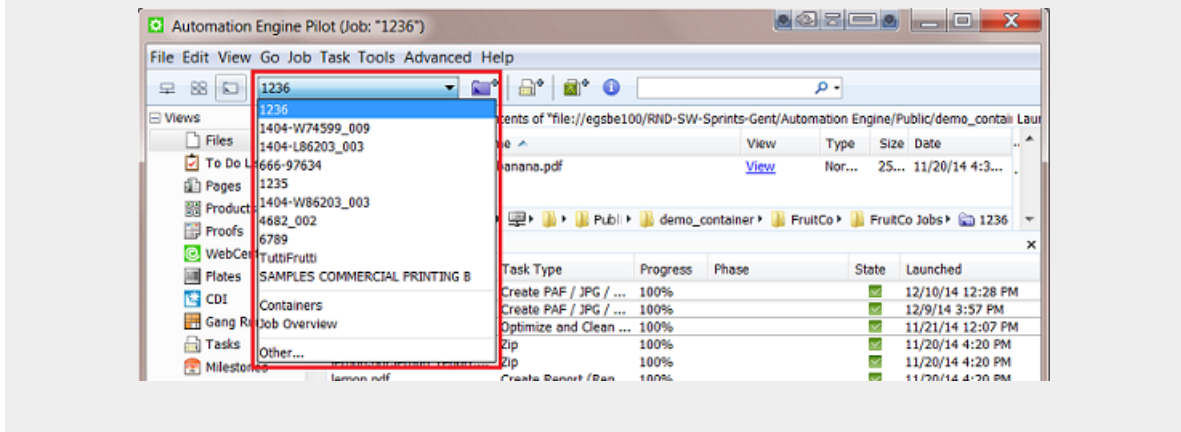 Automation Engine Pilot (Job: "1236")
File Edit View Go Job Task Tools Advanced Help
1236
1236
1404-W74599_009
1404-L86203_003
666-97634
1235
1404-W86203_003
4682_002
6789
TuttiFrutti
SAMPLES COMMERCIAL PRINTING B
Containers
Job Overview
Other...
Views
Files
To Do L
Pages
Product
Proofs
WebCen
Plates
CDI
Gang R
Tasks
Milestones
tents of "file://egsbe100/RND-SW-Sprints-Gent/Automation Engine/Public/demo_contai Laun
View Type Size Date ..
banana.pdf View Nor... 25... 11/20/14 4:3... .
Publi demo_container FruitCo FruitCo Jobs 1236
Task Type Progress Phase State Launched
Create PAF / JPG / ... 100% 12/10/14 12:28 PM
Create PAF / JPG / ... 100% 12/9/14 3:57 PM
Optimize and Clean ... 100% 11/21/14 12:07 PM
Zip 100% 11/20/14 4:20 PM
Zip 100% 11/20/14 4:20 PM
lemon.pdf Create Report (Ren 100% 11/20/14 4:20 PM